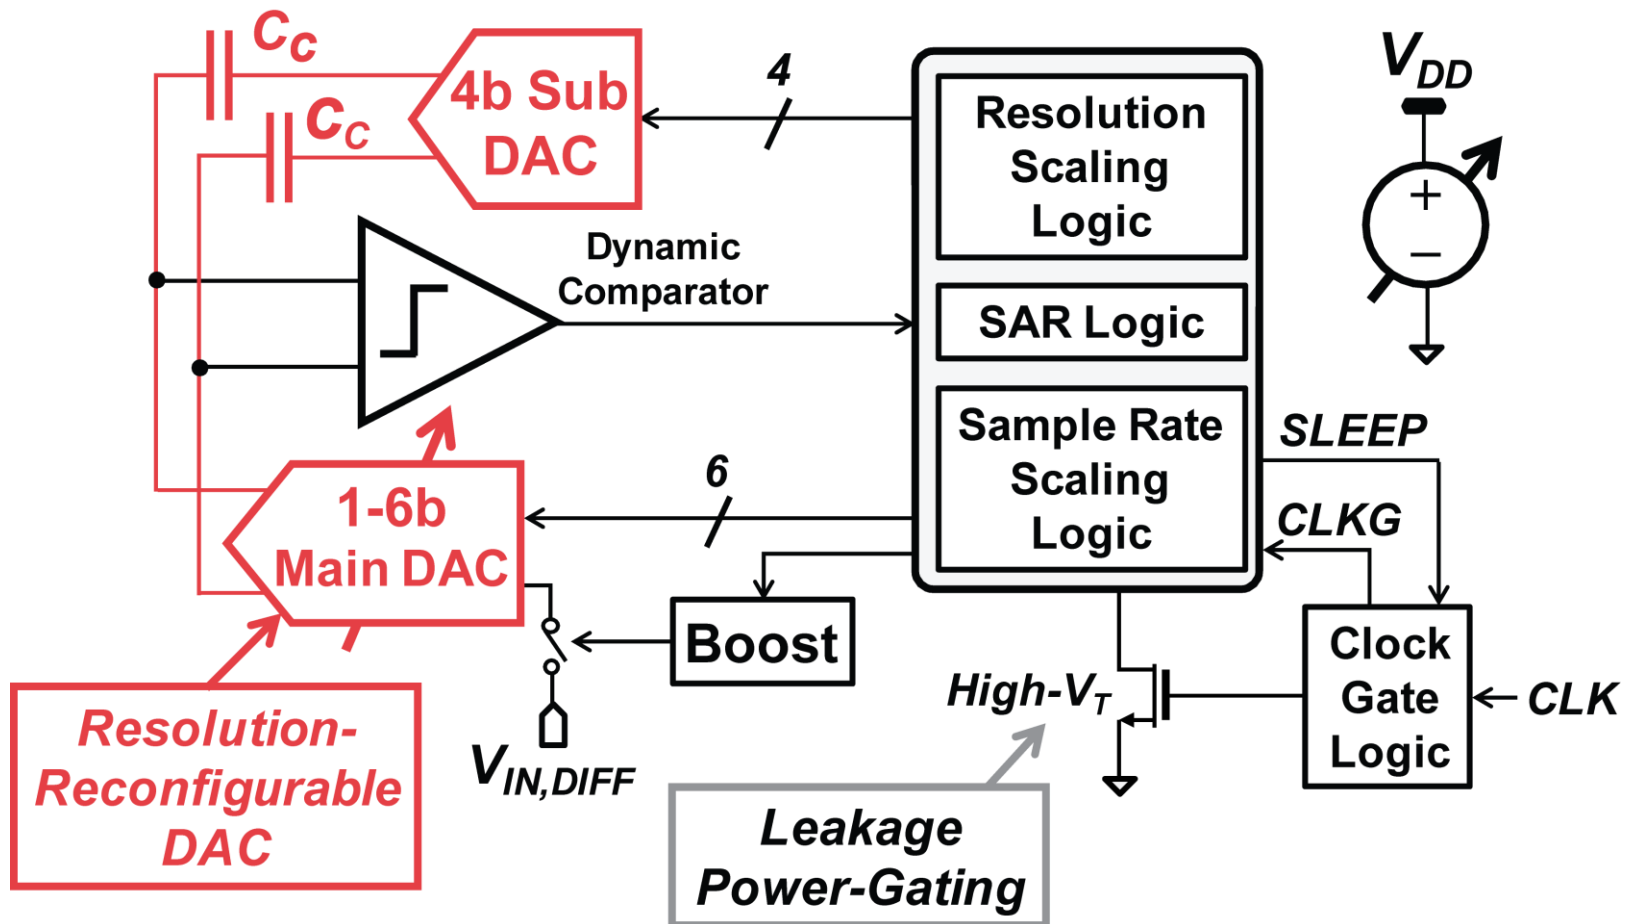 CC
CC
4b Sub
DAC
4
Resolution
Scaling
Logic
VDD
+
−
Dynamic
Comparator
SAR Logic
Sample Rate
Scaling
Logic
SLEEP
CLKG
6
1-6b
Main DAC
Boost
Clock
Gate
Logic
CLK
High-VT
VIN,DIFF
Resolution-
Reconfigurable
DAC
Leakage
Power-Gating